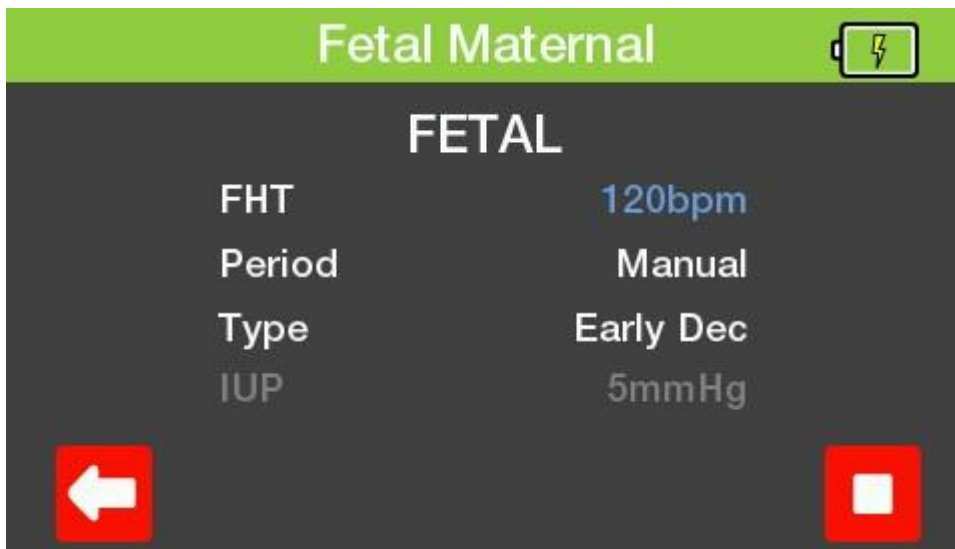 Fetal Maternal
FETAL
FHT 120bpm
Period Manual
Type Early Dec
IUP 5mmHg